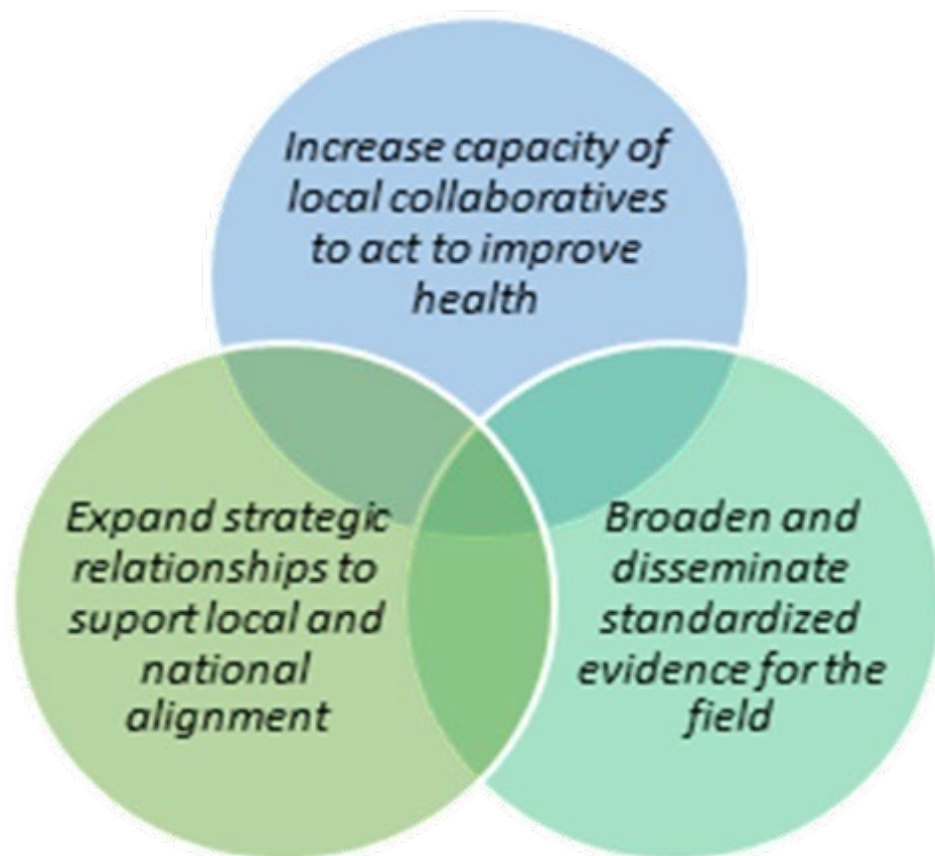 Increase capacity of
local collaboratives
to act to improve
health
Expand strategic
relationships to
suport local and
national
alignment
Broaden and
disseminate
standardized
evidence for the
field